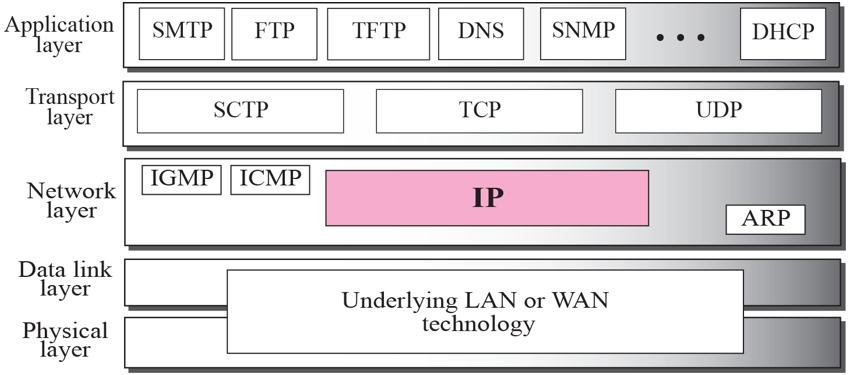 Application
layer
SMTP
FTP
TFTP
DNS
SNMP
• • •
DHCP
Transport
layer
SCTP
TCP
UDP
Network
layer
IGMP
ICMP
IP
ARP
Data link
layer
Underlying LAN or WAN
technology
Physical
layer